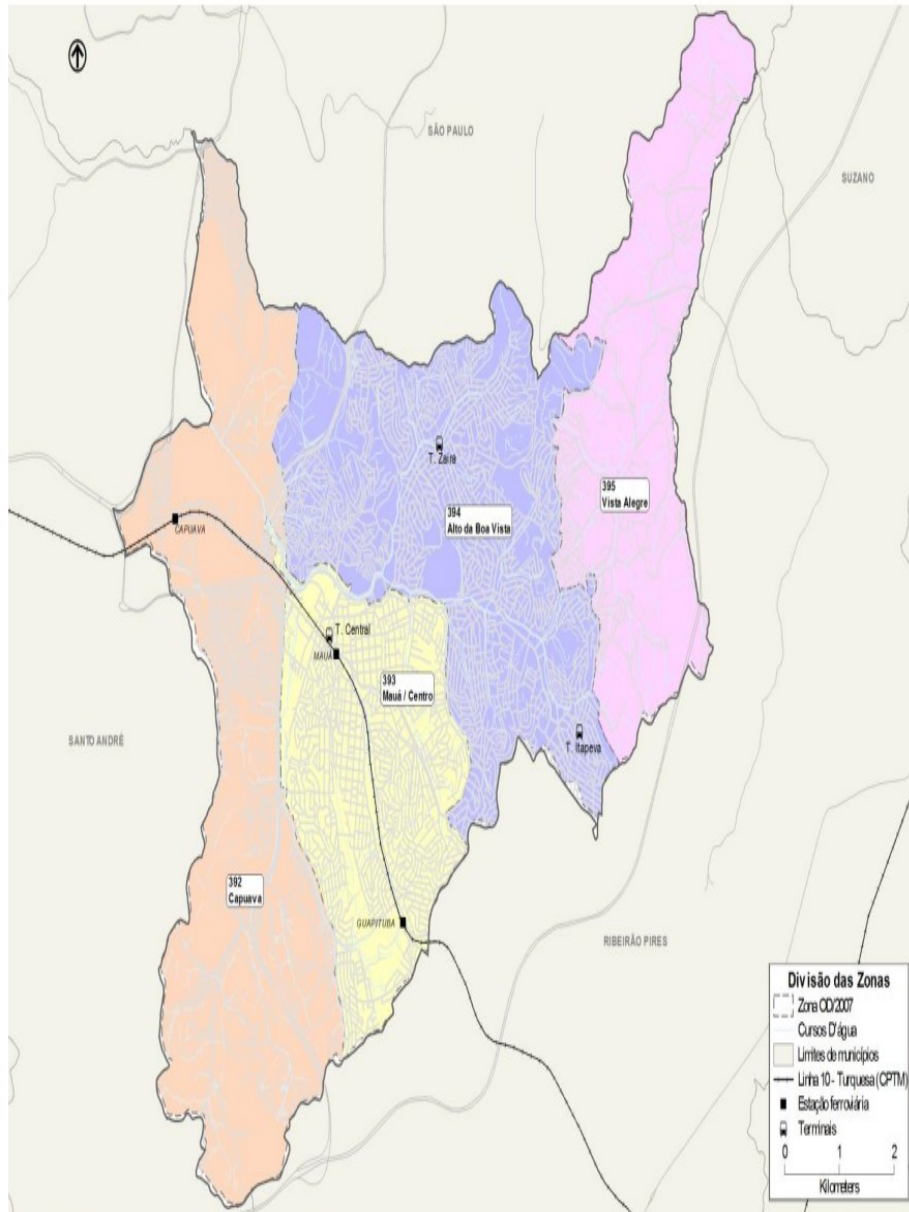 SÃO PAULO
SUZANO
T. Zaíra
395
Vista Alegre
394
Alto da Boa Vista
CAPUAVA
T. Central
MAUÁ
393
Mauá / Centro
SANTO ANDRÉ
T. Itapeva
392
Capuava
GUAPITUBA
RIBEIRÃO PIRES
Divisão das Zonas
Zona OD/2007
Cursos D'água
Limites de municípios
Linha 10 - Turquesa (CPTM)
Estação ferroviária
Terminais
0 1 2
Kilometers